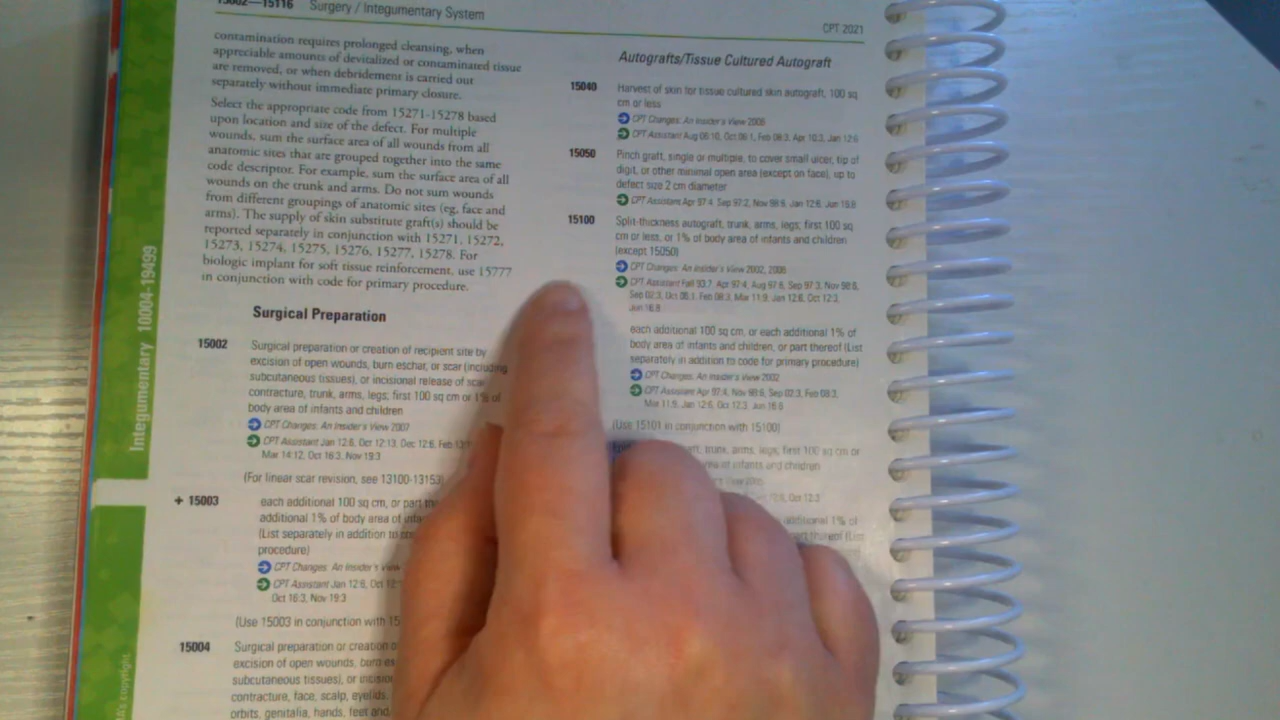 15002—15116 Surgery / Integumentary System
CPT 2021
contamination requires prolonged cleansing, when
appreciable amounts of devitalized or contaminated tissue
are removed, or when debridement is carried out
separately without immediate primary closure.
Select the appropriate code from 15271-15278 based
upon location and size of the defect. For multiple
wounds, sum the surface area of all wounds from all
anatomic sites that are grouped together into the same
code descriptor. For example, sum the surface area of all
wounds on the trunk and arms. Do not sum wounds
from different groupings of anatomic sites (eg, face and
arms). The supply of skin substitute graft(s) should be
reported separately in conjunction with 15271, 15272,
15273, 15274, 15275, 15276, 15277, 15278. For
biologic implant for soft tissue reinforcement, use 15777
in conjunction with code for primary procedure.
Surgical Preparation
15002 Surgical preparation or creation of recipient site by
excision of open wounds, burn eschar, or scar (including
subcutaneous tissues), or incisional release of scar
contracture, trunk, arms, legs; first 100 sq cm or 1% of
body area of infants and children
CPT Changes: An Insider's View 2007
CPT Assistant Jan 12:6, Oct 12:13, Dec 12:6, Feb
Mar 14:12, Oct 16:3, Nov 19:3
(For linear scar revision, see 13100-13153)
+ 15003 each additional 100 sq cm, or part
additional 1% of body area of
(List separately in addition to
procedure)
CPT Changes: An Insider's View
CPT Assistant Jan 12:6, Oct
Oct 16:3, Nov 19:3
(Use 15003 in conjunction with
15004 Surgical preparation or creation
excision of open wounds, burn
subcutaneous tissues), or
contracture, face, scalp, eyelids,
orbits, genitalia, hands, feet and
Autografts/Tissue Cultured Autograft
15040 Harvest of skin for tissue cultured skin autograft, 100 sq
cm or less
CPT Changes: An Insider's View 2006
CPT Assistant Aug 06:10, Oct 06:1, Feb 08:3, Apr 10:3, Jan 12:6
15050 Pinch graft, single or multiple, to cover small ulcer, tip of
digit, or other minimal open area (except on face), up to
defect size 2 cm diameter
CPT Assistant Apr 97:4, Sep 97:2, Nov 98:6, Jan 12:6, Jun 16:8
15100 Split-thickness autograft, trunk, arms, legs; first 100 sq
cm or less, or 1% of body area of infants and children
(except 15050)
CPT Changes: An Insider's View 2002, 2006
CPT Assistant Fall 93:7, Apr 97:4, Aug 97:6, Sep 97:3, Nov 98:6,
Sep 02:3, Oct 06:1, Feb 08:3, Mar 11:9, Jan 12:6, Oct 12:3,
Jun 16:8
each additional 100 sq cm, or each additional 1% of
body area of infants and children, or part thereof (List
separately in addition to code for primary procedure)
CPT Changes: An Insider's View 2002
CPT Assistant Apr 97:4, Nov 98:6, Sep 02:3, Feb 08:3,
Mar 11:9, Jan 12:6, Oct 12:3, Jun 16:8
(Use 15101 in conjunction with 15100)
trunk, arms, legs, first 100 sq cm or
area of infants and children
View 2006
Oct 12:3
additional 1% of
part thereof (List
Integumentary 10004-19499
copyright